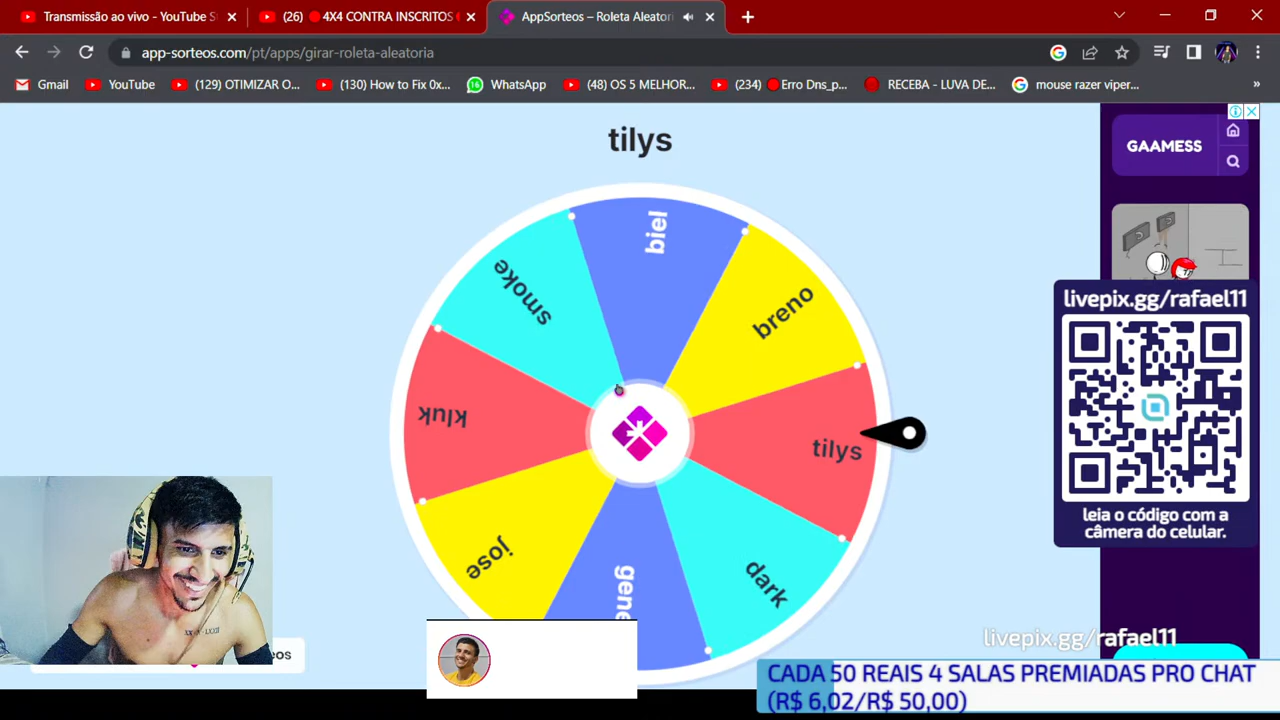 Transmissão ao vivo - YouTube S
(26) 4X4 CONTRA INSCRITOS
AppSorteos – Roleta Aleator
app-sorteos.com/pt/apps/girar-roleta-aleatoria
Gmail
YouTube
(129) OTIMIZAR O...
(130) How to Fix 0x...
WhatsApp
(48) OS 5 MELHOR...
(234) Erro Dns_p...
RECEBA - LUVA DE...
mouse razer viper...
»
tilys
GAAMESS
biel
breno
tilys
dark
gene
jose
kluk
smoke
livepix.gg/rafael11
leia o código com a
câmera do celular.
eos
livepix.gg/rafael11
CADA 50 REAIS 4 SALAS PREMIADAS PRO CHAT
(R$ 6,02/R$ 50,00)